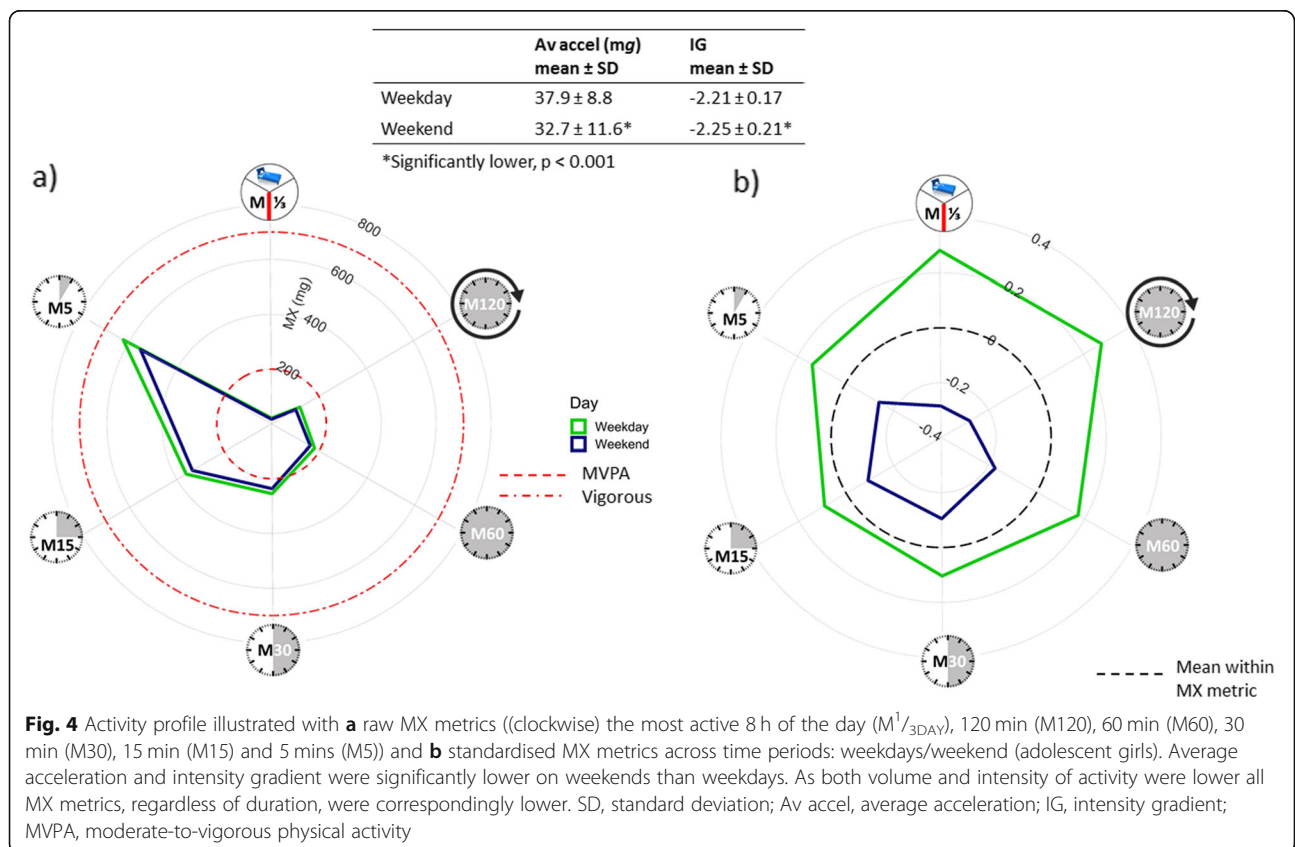 Av accel (mg) IG
mean ± SD mean ± SD
Weekday 37.9 ± 8.8 -2.21 ± 0.17
Weekend 32.7 ± 11.6* -2.25 ± 0.21*
*Significantly lower, p < 0.001
a)
M ⅓
800
600
MX (mg)
400
200
M120
M60
M30
M15
M5
Day
Weekday
Weekend
MVPA
Vigorous
b)
M ⅓
0.4
0.2
0
-0.2
-0.4
M120
M60
M30
M15
M5
Mean within
MX metric
Fig. 4 Activity profile illustrated with a raw MX metrics ((clockwise) the most active 8 h of the day (M¹/₃DAY), 120 min (M120), 60 min (M60), 30
min (M30), 15 min (M15) and 5 mins (M5)) and b standardised MX metrics across time periods: weekdays/weekend (adolescent girls). Average
acceleration and intensity gradient were significantly lower on weekends than weekdays. As both volume and intensity of activity were lower all
MX metrics, regardless of duration, were correspondingly lower. SD, standard deviation; Av accel, average acceleration; IG, intensity gradient;
MVPA, moderate-to-vigorous physical activity